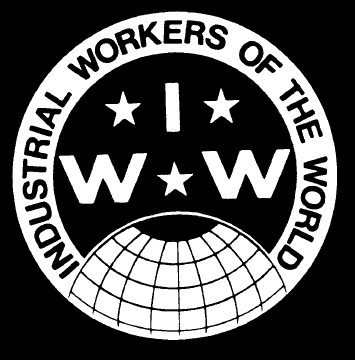 INDUSTRIAL WORKERS OF THE WORLD
I
W W